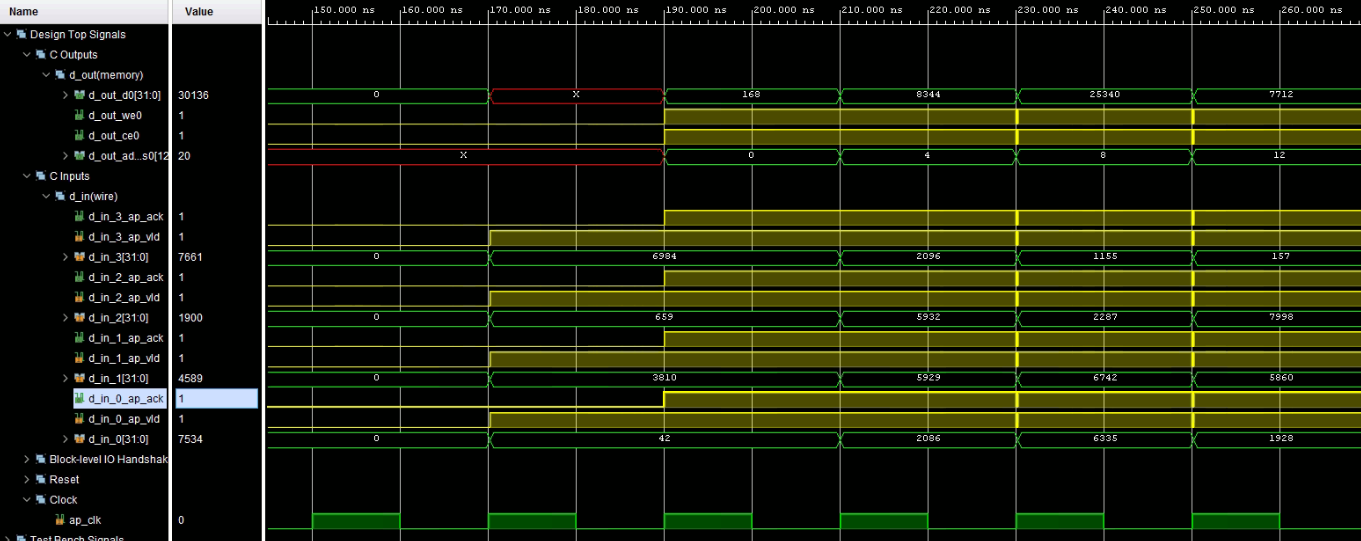 Name Value 150.000 ns 160.000 ns 170.000 ns 180.000 ns 190.000 ns 200.000 ns 210.000 ns 220.000 ns 230.000 ns 240.000 ns 250.000 ns 260.000 ns
Design Top Signals
C Outputs
d_out(memory)
d_out_d0[31:0] 30136 0 X 168 8344 25340 7712
d_out_we0 1
d_out_ce0 1
d_out_ad...s0[12 20 X 0 4 8 12
C Inputs
d_in(wire)
d_in_3_ap_ack 1
d_in_3_ap_vld 1
d_in_3[31:0] 7661 0 6984 2096 1155 157
d_in_2_ap_ack 1
d_in_2_ap_vld 1
d_in_2[31:0] 1900 0 659 5932 2287 7998
d_in_1_ap_ack 1
d_in_1_ap_vld 1
d_in_1[31:0] 4589 0 3810 5929 6742 5860
d_in_0_ap_ack 1
d_in_0_ap_vld 1
d_in_0[31:0] 7534 0 42 2086 6335 1928
Block-level IO Handshak
Reset
Clock
ap_clk 0
Test Bench Signals